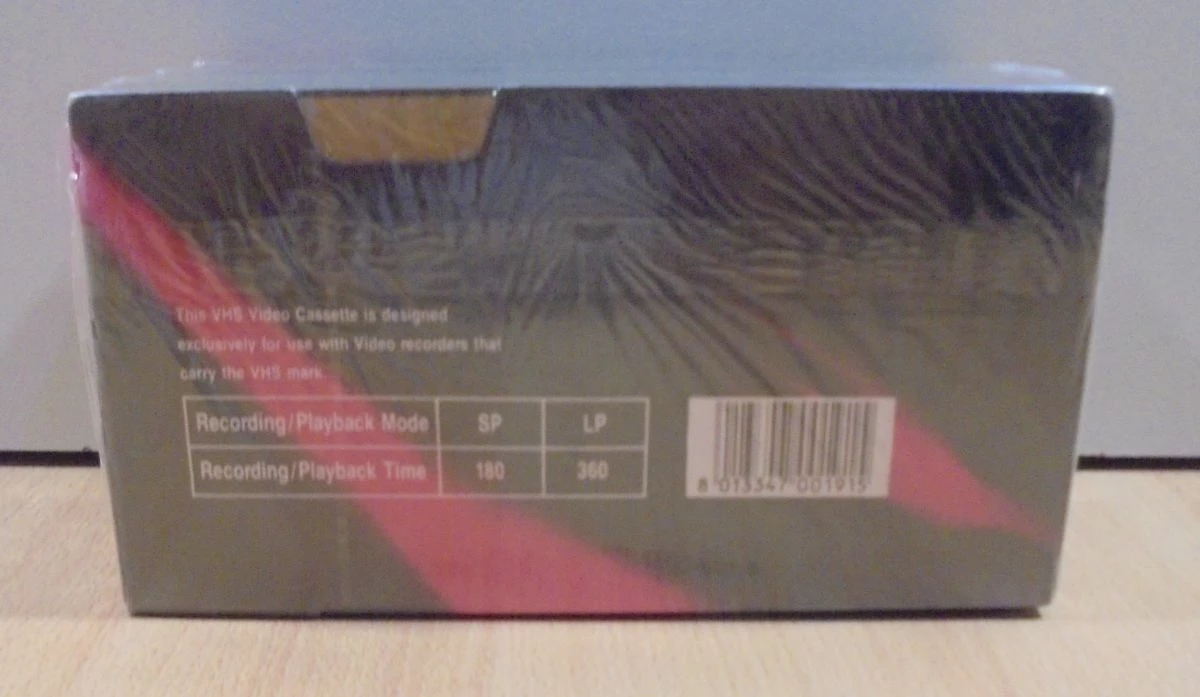 This VHS Video Cassette is designed
exclusively for use with Video recorders that
carry the VHS mark
Recording/Playback Mode SP LP
Recording/Playback Time 180 360
8 013347 001915